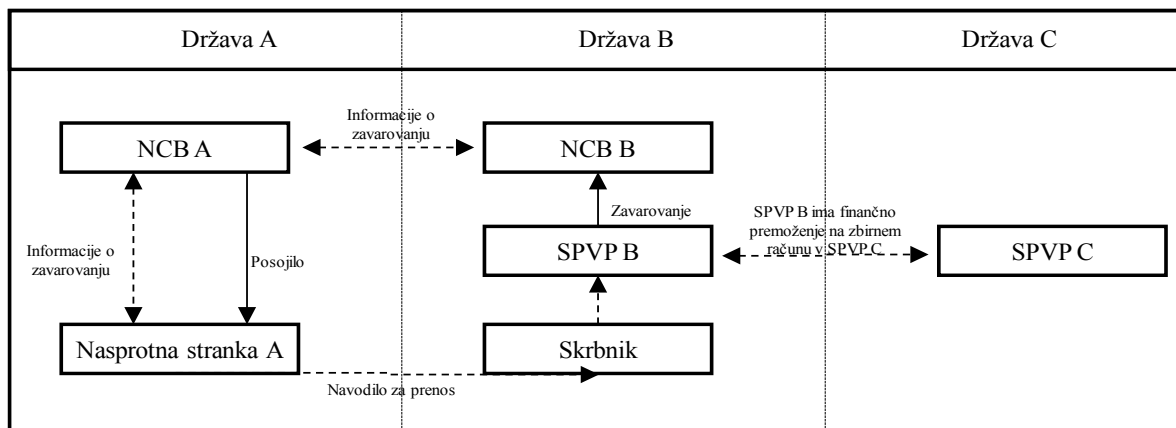 Država A
Država B
Država C
Informacije o
zavarovanju
NCB A
NCB B
Zavarovanje
SPVP B ima finančno
premoženje na zbirnem
računu v SPVP C
Informacije o
zavarovanju
Posojilo
SPVP B
SPVP C
Nasprotna stranka A
Skrbnik
Navodilo za prenos